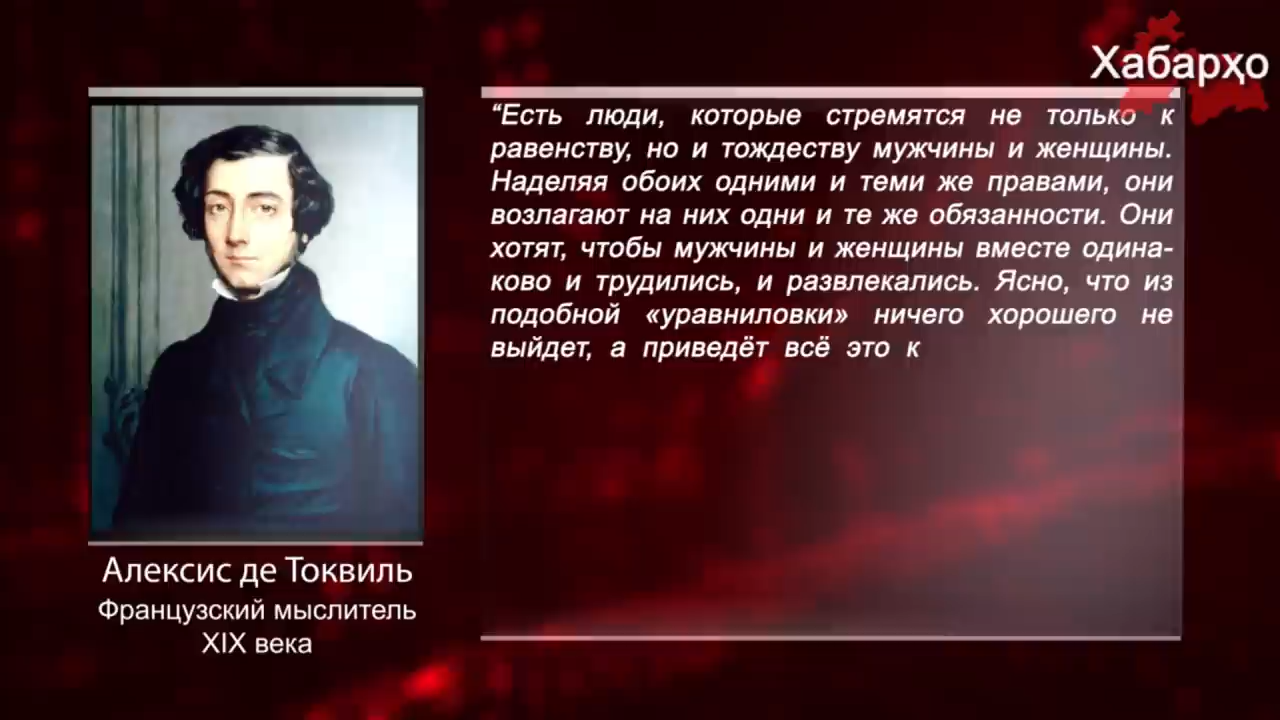 Хабарҳо
“Есть люди, которые стремятся не только к
равенству, но и тождеству мужчины и женщины.
Наделяя обоих одними и теми же правами, они
возлагают на них одни и те же обязанности. Они
хотят, чтобы мужчины и женщины вместе одина-
ково и трудились, и развлекались. Ясно, что из
подобной «уравниловки» ничего хорошего не
выйдет, а приведёт всё это к
Алексис де Токвиль
Французский мыслитель
XIX века